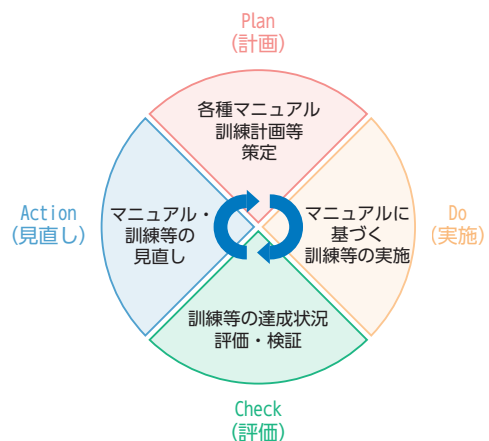 Plan
(計画)
各種マニュアル
訓練計画等
策定
Do
(実施)
マニュアルに
基づく
訓練等の実施
Check
(評価)
訓練等の達成状況
評価・検証
Action
(見直し)
マニュアル・
訓練等の
見直し